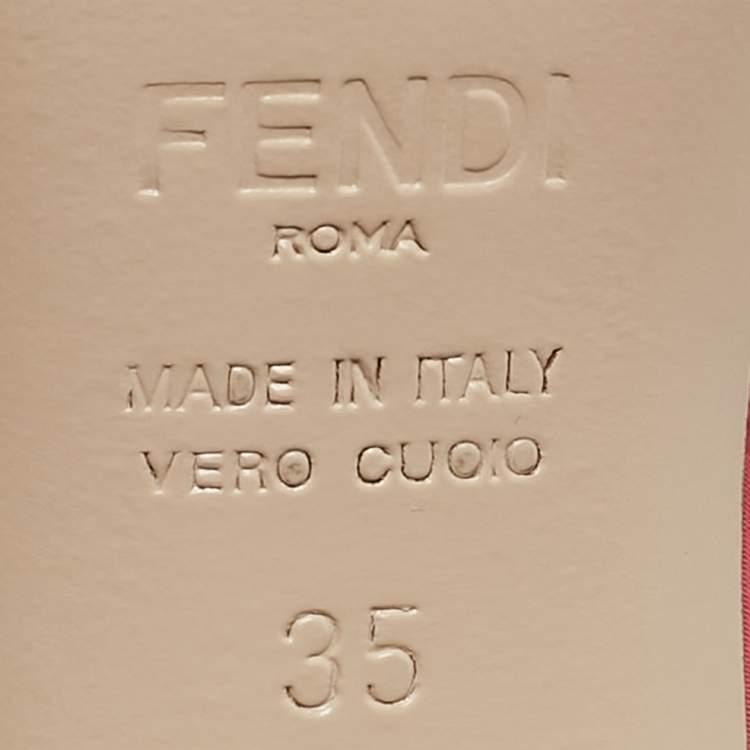 FENDI
ROMA
MADE IN ITALY
VERO CUOIO
35